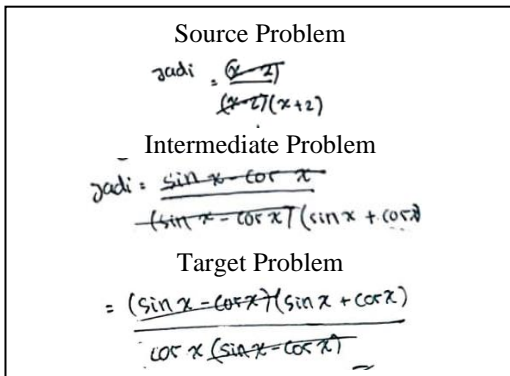 Source Problem
Jadi = (x-2)
(x-2)(x+2)
Intermediate Problem
Jadi = sin x - cos x
(sin x - cos x)(sin x + cos x)
Target Problem
= (sin x - cos x)(sin x + cos x)
cos x (sin x - cos x)